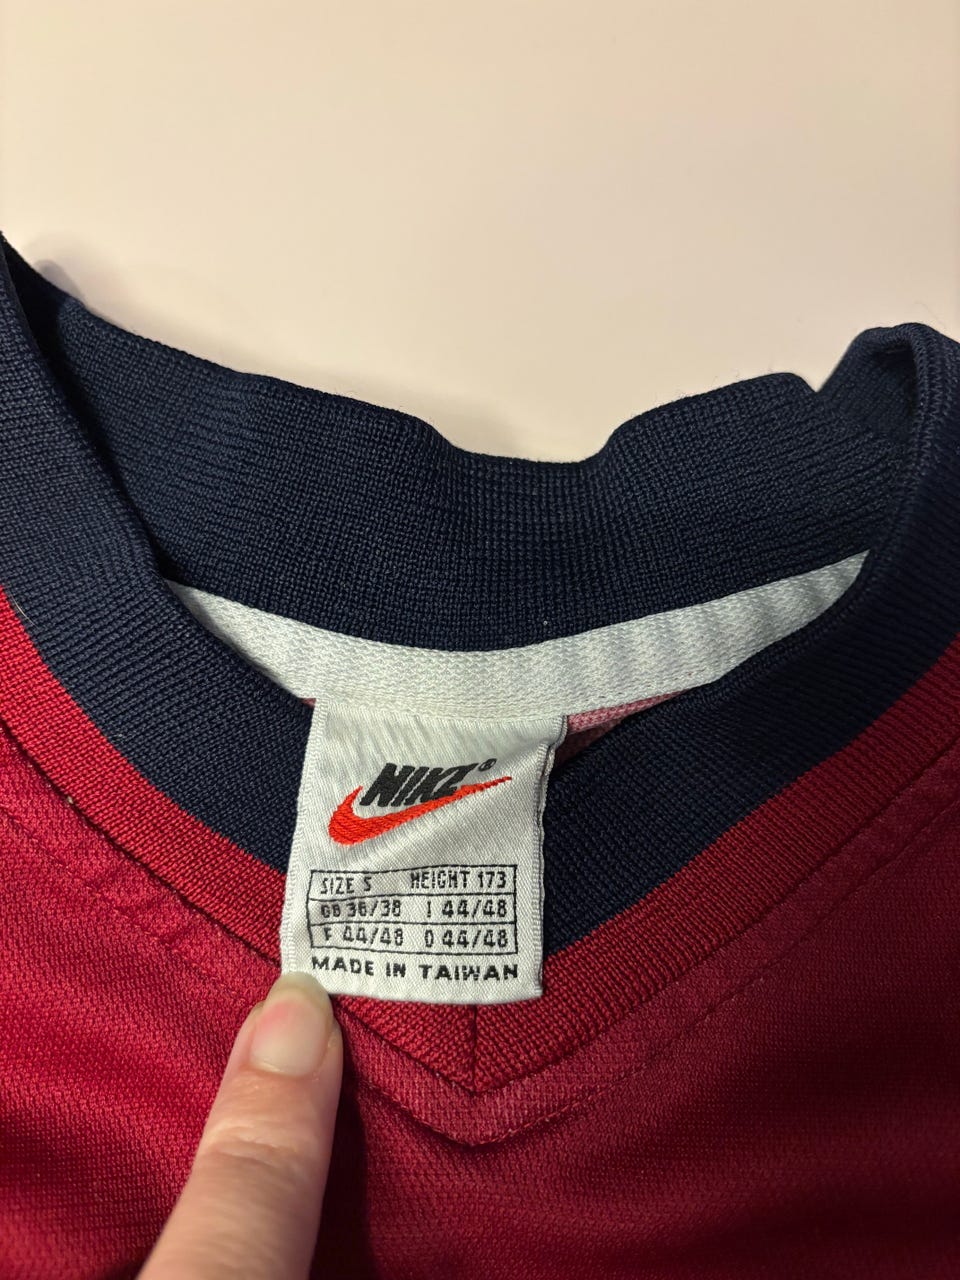 NIKE®
SIZE S HEIGHT 173
GB 36/38 I 44/48
F 44/48 D 44/48
MADE IN TAIWAN